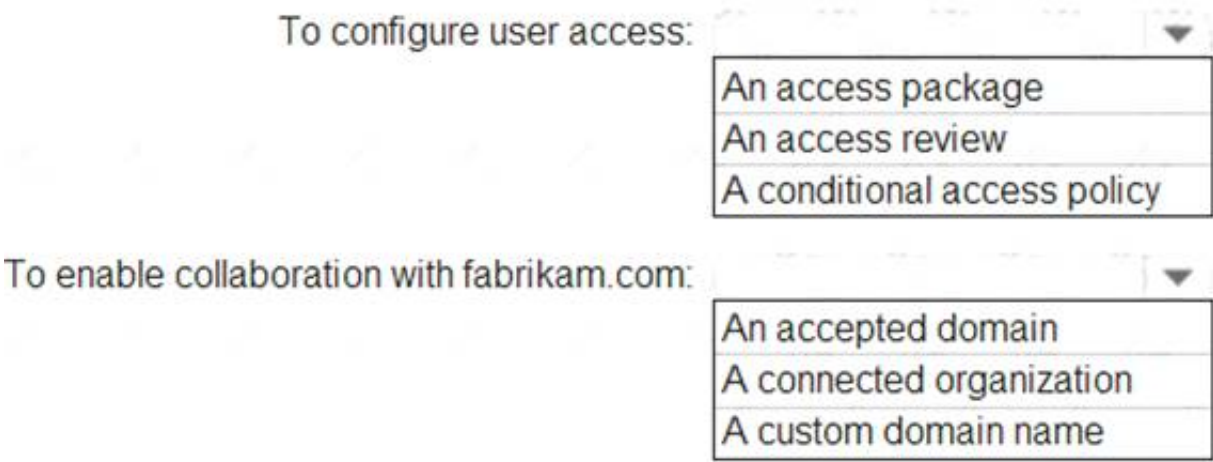 To configure user access:
An access package
An access review
A conditional access policy
To enable collaboration with fabrikam.com:
An accepted domain
A connected organization
A custom domain name